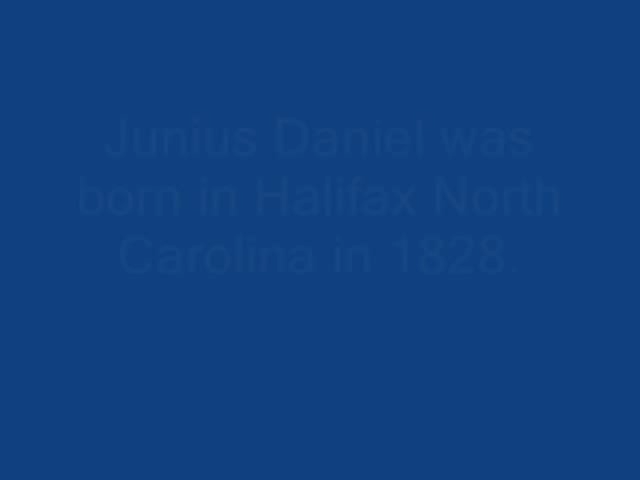 Junius Daniel was
born in Halifax North
Carolina in 1828.